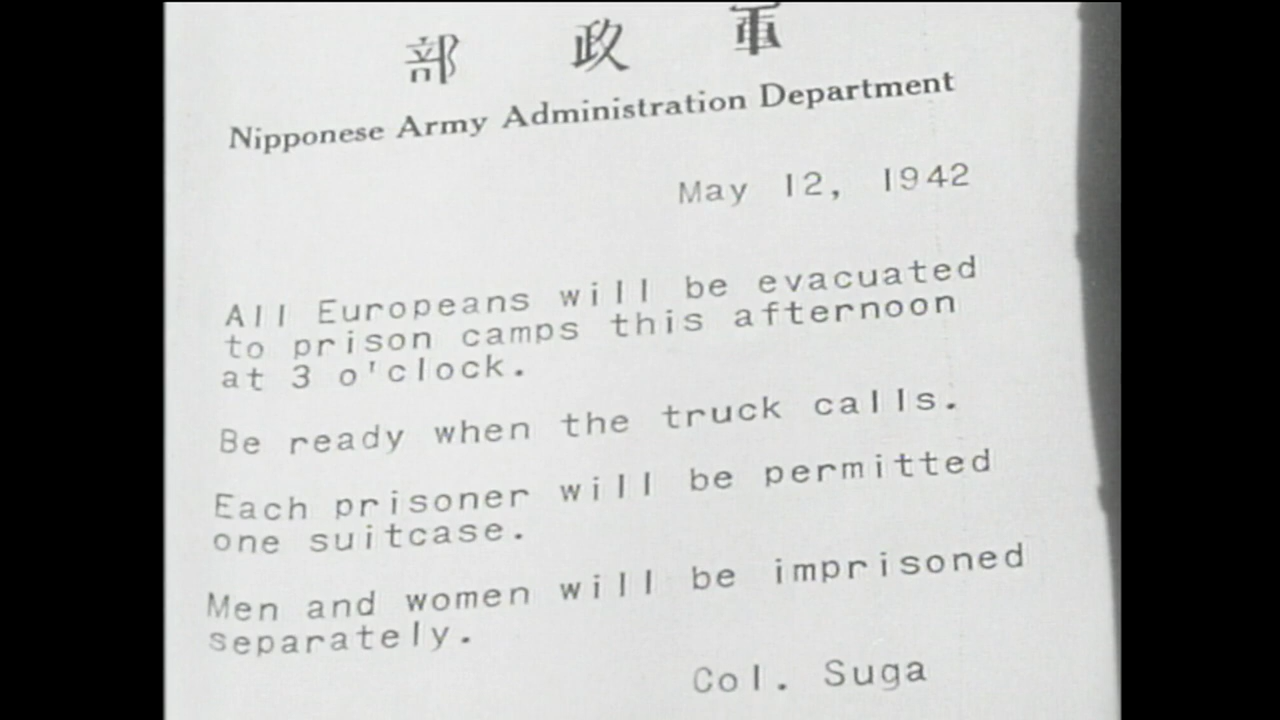 部 政 軍
Nipponese Army Administration Department
May 12, 1942
All Europeans will be evacuated
to prison camps this afternoon
at 3 o'clock.
Be ready when the truck calls.
Each prisoner will be permitted
one suitcase.
Men and women will be imprisoned
separately.
Col. Suga